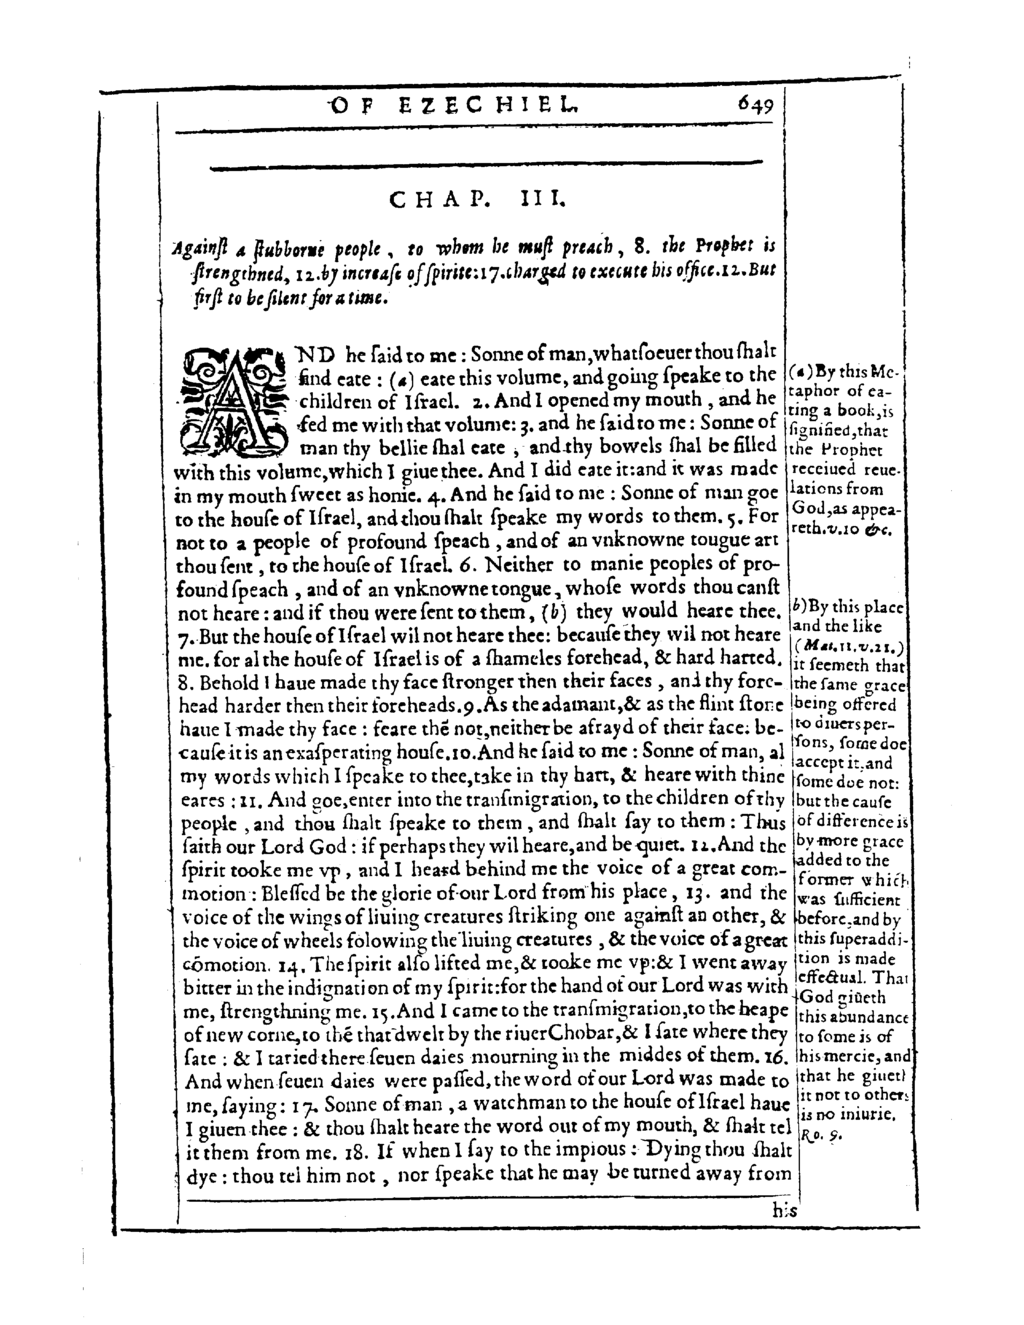 OF EZECHIEL. 649
CHAP. III.
Againſt a ſtubborne people, to whom he muſt preach, 8. the Prophet is
ſtrengthned, 12. by increaſe of ſpirite: 17. charged to execute his office. 12. But
firſt to be ſilent for a time.
AND he ſaid to me: Sonne of man, whatſoeuer thou ſhalt
find eate: (a) eate this volume, and going ſpeake to the
children of Iſrael. 2. And I opened my mouth, and he
fed me with that volume: 3. and he ſaid to me: Sonne of
man thy bellie ſhal eate, and thy bowels ſhal be filled
with this volume, which I giue thee. And I did eate it: and it was made
in my mouth ſweet as honie. 4. And he ſaid to me: Sonne of man goe
to the houſe of Iſrael, and thou ſhalt ſpeake my words to them. 5. For
not to a people of profound ſpeach, and of an vnknowne tougue art
thou ſent, to the houſe of Iſrael. 6. Neither to manie peoples of pro-
found ſpeach, and of an vnknowne tongue, whoſe words thou canſt
not heare: and if thou were ſent to them, (b) they would heare thee.
7. But the houſe of Iſrael wil not heare thee: becauſe they wil not heare
me. for al the houſe of Iſrael is of a ſhameles forehead, & hard harted.
8. Behold I haue made thy face ſtronger then their faces, and thy fore-
head harder then their foreheads. 9. As the adamant, & as the flint ſtone
haue I made thy face: feare thē not, neither be afrayd of their face: be-
cauſe it is an exaſperating houſe. 10. And he ſaid to me: Sonne of man, al
my words which I ſpeake to thee, take in thy hart, & heare with thine
eares: 11. And goe, enter into the tranſmigration, to the children of thy
people, and thou ſhalt ſpeake to them, and ſhalt ſay to them: Thus
ſaith our Lord God: if perhaps they wil heare, and be quiet. 12. And the
ſpirit tooke me vp, and I heard behind me the voice of a great com-
motion: Bleſſed be the glorie of our Lord from his place, 13. and the
voice of the wings of liuing creatures ſtriking one againſt an other, &
the voice of wheels folowing the liuing creatures, & the voice of a great
cōmotion. 14. The ſpirit alſo lifted me, & tooke me vp: & I went away
bitter in the indignation of my ſpirit: for the hand of our Lord was with
me, ſtrengthning me. 15. And I came to the tranſmigration, to the heape
of new corne, to thē that dwelt by the riuer Chobar, & I ſate where they
ſate: & I taried there ſeuen daies mourning in the middes of them. 16.
And when ſeuen daies were paſſed, the word of our Lord was made to
me, ſaying: 17. Sonne of man, a watchman to the houſe of Iſrael haue
I giuen thee: & thou ſhalt heare the word out of my mouth, & ſhalt tel
it them from me. 18. If when I ſay to the impious: Dying thou ſhalt
dye: thou tel him not, nor ſpeake that he may be turned away from
his
(a) By this Me-
taphor of ea-
ting a book, is
ſignified, that
the Prophet
receiued reue-
lations from
God, as appea-
reth. v. 10 &c.
b) By this place
and the like
(Mat. 11. v. 21.)
it ſeemeth that
the ſame grace
being offered
to diuers per-
ſons, ſome doe
accept it, and
ſome doe not:
but the cauſe
of difference is
by more grace
added to the
former which
was ſufficient
before, and by
this ſuperaddi-
tion is made
effectual. That
God giueth
this abundance
to ſome is of
his mercie, and
that he giueth
it not to others
is no iniurie.
Ro. 9.